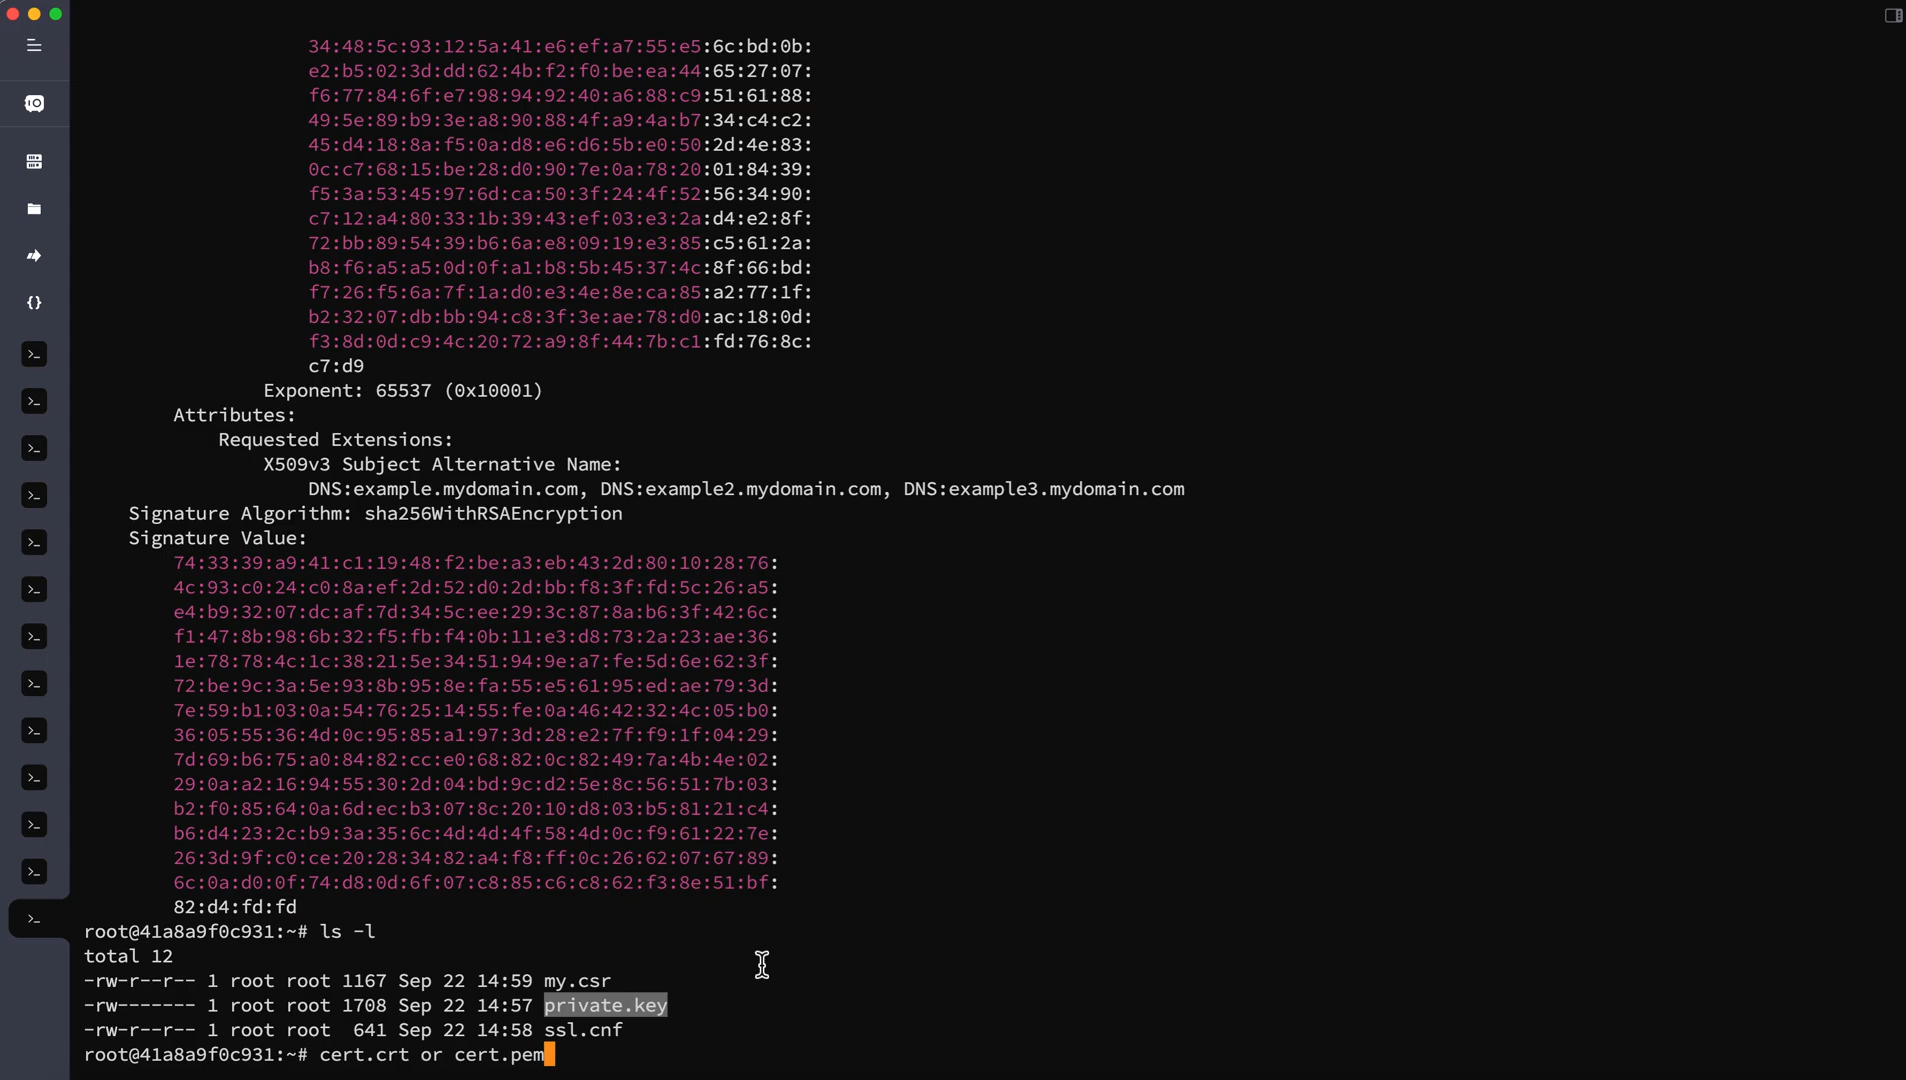 34:48:5c:93:12:5a:41:e6:ef:a7:55:e5:6c:bd:0b:
e2:b5:02:3d:dd:62:4b:f2:f0:be:ea:44:65:27:07:
f6:77:84:6f:e7:98:94:92:40:a6:88:c9:51:61:88:
49:5e:89:b9:3e:a8:90:88:4f:a9:4a:b7:34:c4:c2:
45:d4:18:8a:f5:0a:d8:e6:d6:5b:e0:50:2d:4e:83:
0c:c7:68:15:be:28:d0:90:7e:0a:78:20:01:84:39:
f5:3a:53:45:97:6d:ca:50:3f:24:4f:52:56:34:90:
c7:12:a4:80:33:1b:39:43:ef:03:e3:2a:d4:e2:8f:
72:bb:89:54:39:b6:6a:e8:09:19:e3:85:c5:61:2a:
b8:f6:a5:a5:0d:0f:a1:b8:5b:45:37:4c:8f:66:bd:
f7:26:f5:6a:7f:1a:d0:e3:4e:8e:ca:85:a2:77:1f:
b2:32:07:db:bb:94:c8:3f:3e:ae:78:d0:ac:18:0d:
f3:8d:0d:c9:4c:20:72:a9:8f:44:7b:c1:fd:76:8c:
c7:d9
Exponent: 65537 (0x10001)
Attributes:
Requested Extensions:
X509v3 Subject Alternative Name:
DNS:example.mydomain.com, DNS:example2.mydomain.com, DNS:example3.mydomain.com
Signature Algorithm: sha256WithRSAEncryption
Signature Value:
74:33:39:a9:41:c1:19:48:f2:be:a3:eb:43:2d:80:10:28:76:
4c:93:c0:24:c0:8a:ef:2d:52:d0:2d:bb:f8:3f:fd:5c:26:a5:
e4:b9:32:07:dc:af:7d:34:5c:ee:29:3c:87:8a:b6:3f:42:6c:
f1:47:8b:98:6b:32:f5:fb:f4:0b:11:e3:d8:73:2a:23:ae:36:
1e:78:78:4c:1c:38:21:5e:34:51:94:9e:a7:fe:5d:6e:62:3f:
72:be:9c:3a:5e:93:8b:95:8e:fa:55:e5:61:95:ed:ae:79:3d:
7e:59:b1:03:0a:54:76:25:14:55:fe:0a:46:42:32:4c:05:b0:
36:05:55:36:4d:0c:95:85:a1:97:3d:28:e2:7f:f9:1f:04:29:
7d:69:b6:75:a0:84:82:cc:e0:68:82:0c:82:49:7a:4b:4e:02:
29:0a:a2:16:94:55:30:2d:04:bd:9c:d2:5e:8c:56:51:7b:03:
b2:f0:85:64:0a:6d:ec:b3:07:8c:20:10:d8:03:b5:81:21:c4:
b6:d4:23:2c:b9:3a:35:6c:4d:4d:4f:58:4d:0c:f9:61:22:7e:
26:3d:9f:c0:ce:20:28:34:82:a4:f8:ff:0c:26:62:07:67:89:
6c:0a:d0:0f:74:d8:0d:6f:07:c8:85:c6:c8:62:f3:8e:51:bf:
82:d4:fd:fd
root@41a8a9f0c931:~# ls -l
total 12
-rw-r--r-- 1 root root 1167 Sep 22 14:59 my.csr
-rw------- 1 root root 1708 Sep 22 14:57 private.key
-rw-r--r-- 1 root root  641 Sep 22 14:58 ssl.cnf
root@41a8a9f0c931:~# cert.crt or cert.pem